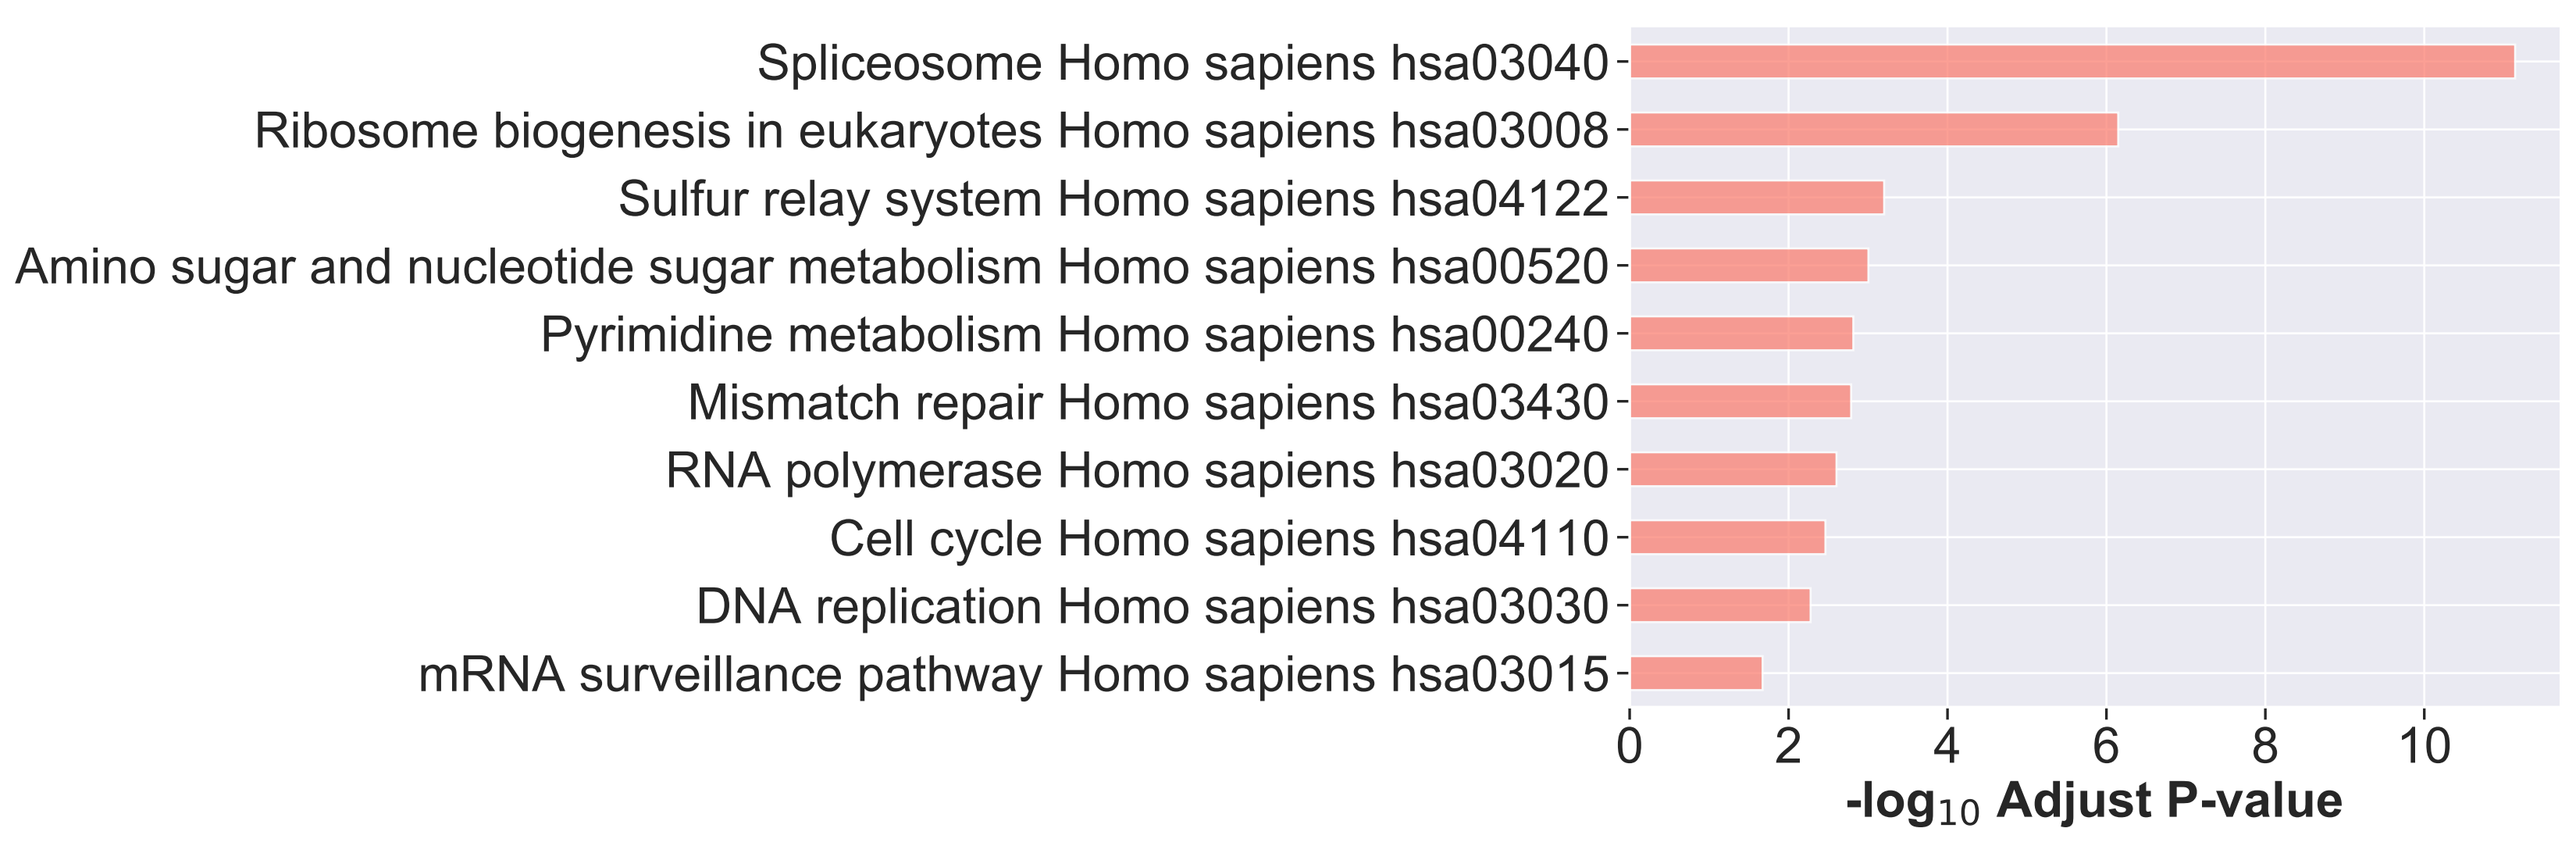 Spliceosome Homo sapiens hsa03040
Ribosome biogenesis in eukaryotes Homo sapiens hsa03008
Sulfur relay system Homo sapiens hsa04122
Amino sugar and nucleotide sugar metabolism Homo sapiens hsa00520
Pyrimidine metabolism Homo sapiens hsa00240
Mismatch repair Homo sapiens hsa03430
RNA polymerase Homo sapiens hsa03020
Cell cycle Homo sapiens hsa04110
DNA replication Homo sapiens hsa03030
mRNA surveillance pathway Homo sapiens hsa03015
0 2 4 6 8 10
-log₁₀ Adjust P-value